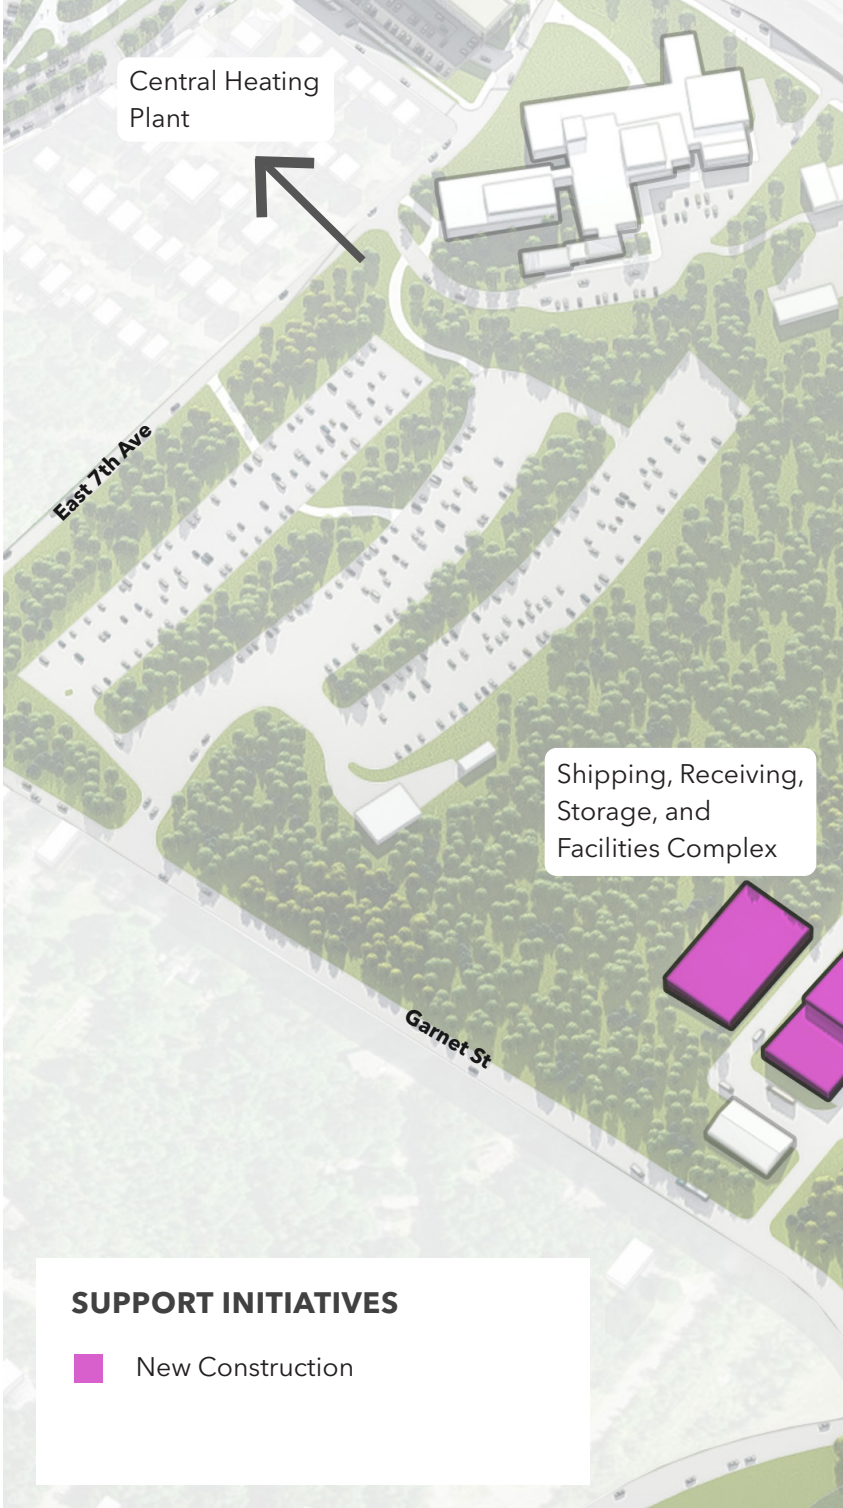 Central Heating
Plant
East 7th Ave
Shipping, Receiving,
Storage, and
Facilities Complex
Garnet St
SUPPORT INITIATIVES
New Construction